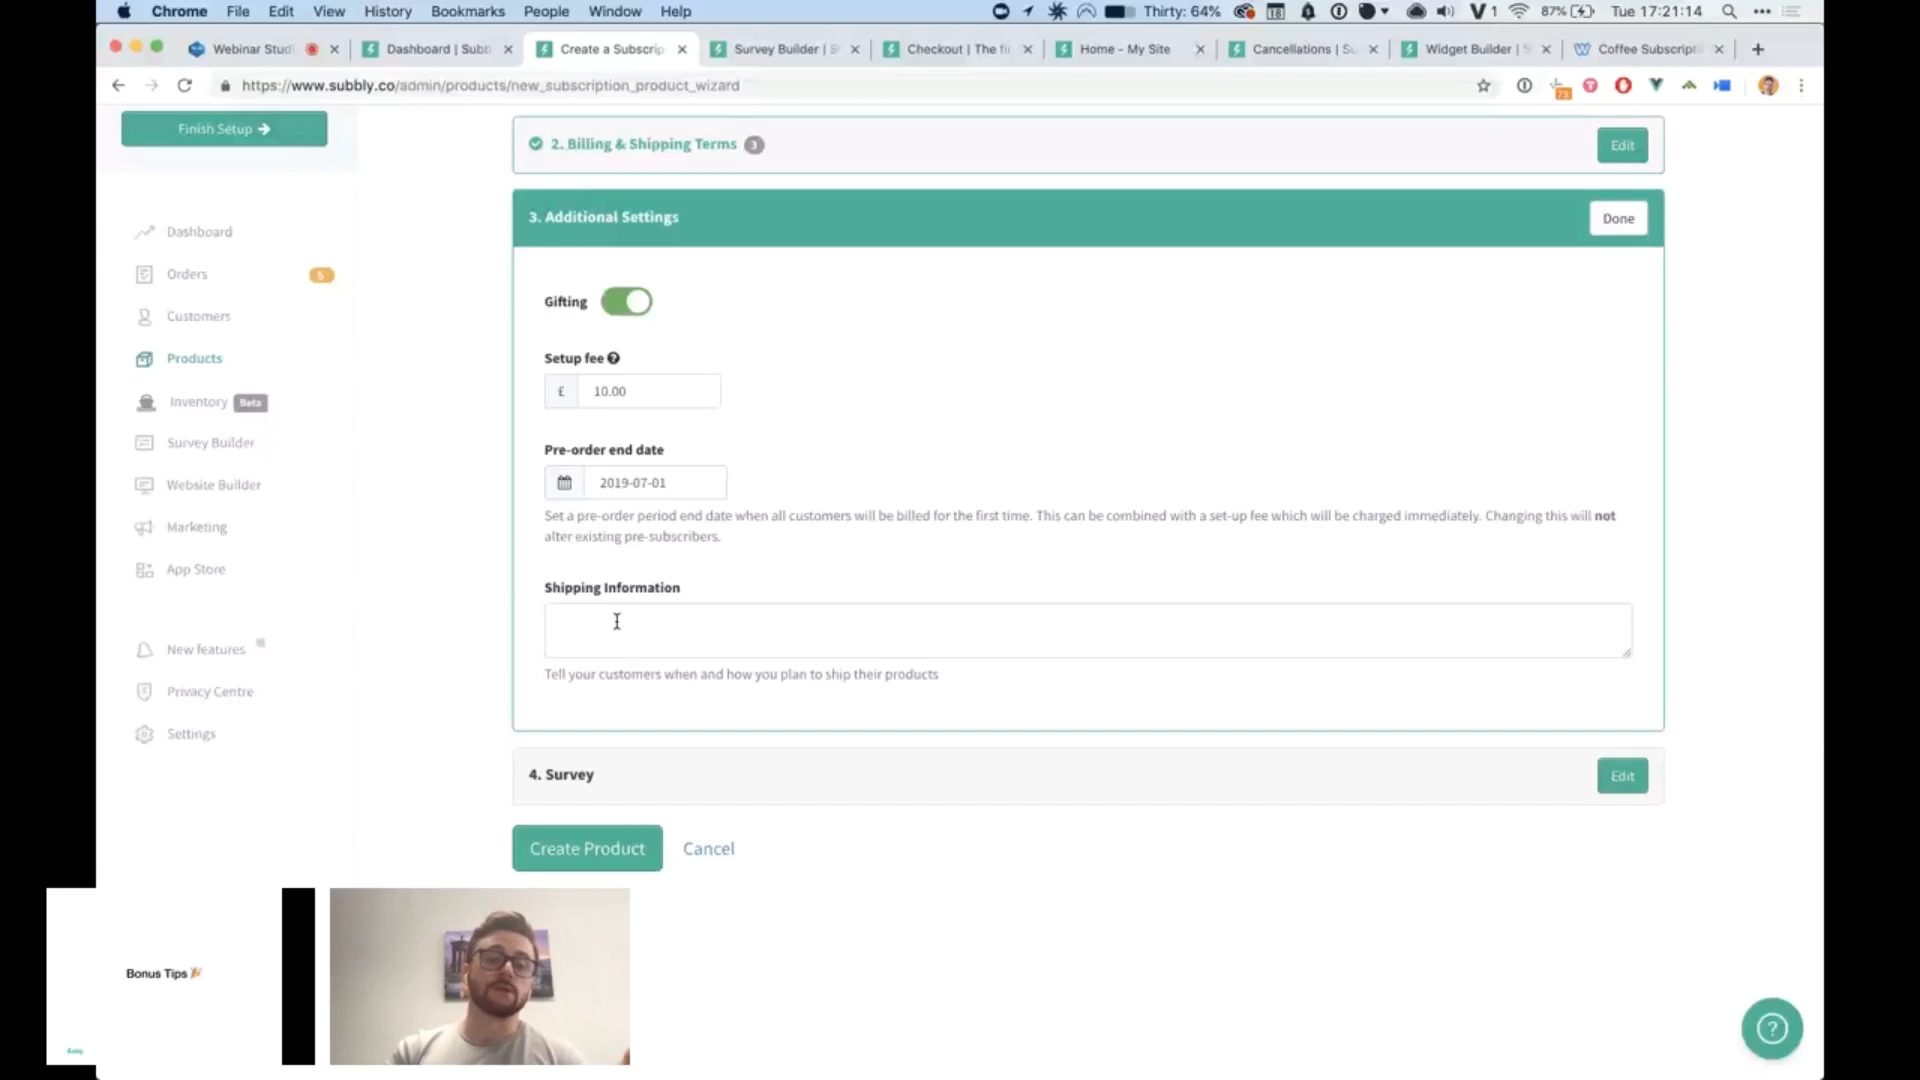 Chrome File Edit View History Bookmarks People Window Help
18 Thirty: 64% V 1 87% Tue 17:21:14
Webinar Studi Dashboard | Subb Create a Subscrip Survey Builder | S Checkout | The fi Home - My Site Cancellations | Su Widget Builder | S Coffee Subscripti
https://www.subbly.co/admin/products/new_subscription_product_wizard
Finish Setup
2. Billing & Shipping Terms 3
Edit
3. Additional Settings
Done
Dashboard
Orders 5
Customers
Products
Inventory Beta
Survey Builder
Website Builder
Marketing
App Store
New features
Privacy Centre
Settings
Gifting
Setup fee
£ 10.00
Pre-order end date
2019-07-01
Set a pre-order period end date when all customers will be billed for the first time. This can be combined with a set-up fee which will be charged immediately. Changing this will not
alter existing pre-subscribers.
Shipping Information
Tell your customers when and how you plan to ship their products
4. Survey
Edit
Create Product Cancel
Bonus Tips
?